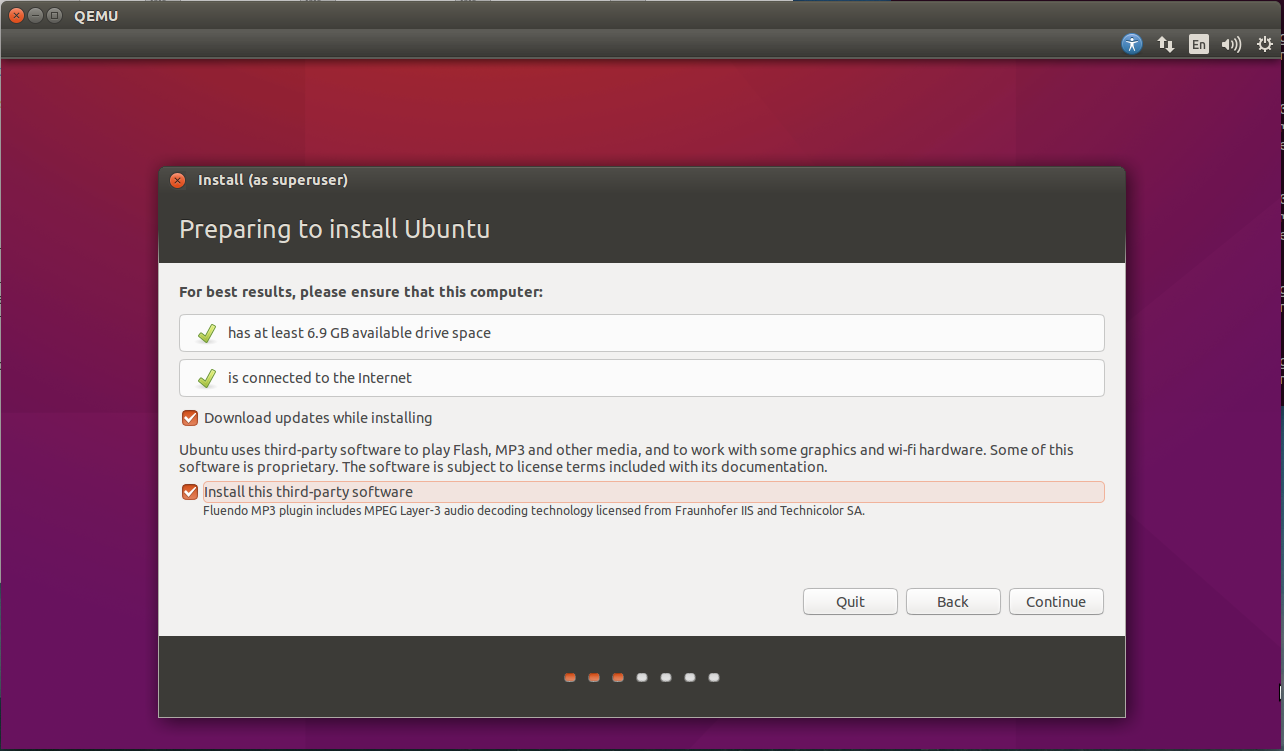 QEMU
En
Install (as superuser)
Preparing to install Ubuntu
For best results, please ensure that this computer:
has at least 6.9 GB available drive space
is connected to the Internet
Download updates while installing
Ubuntu uses third-party software to play Flash, MP3 and other media, and to work with some graphics and wi-fi hardware. Some of this
software is proprietary. The software is subject to license terms included with its documentation.
Install this third-party software
Fluendo MP3 plugin includes MPEG Layer-3 audio decoding technology licensed from Fraunhofer IIS and Technicolor SA.
Quit
Back
Continue